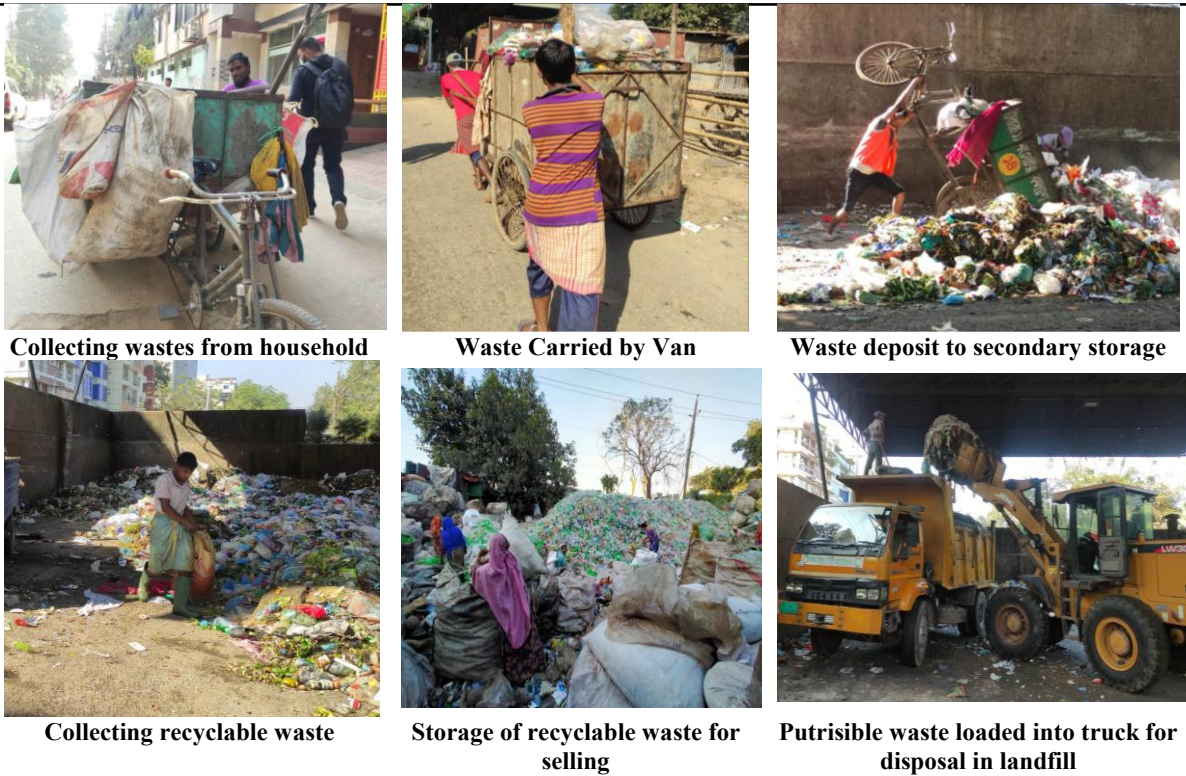 Collecting wastes from household
Waste Carried by Van
Waste deposit to secondary storage
Collecting recyclable waste
Storage of recyclable waste for
selling
Putrisible waste loaded into truck for
disposal in landfill
LW30